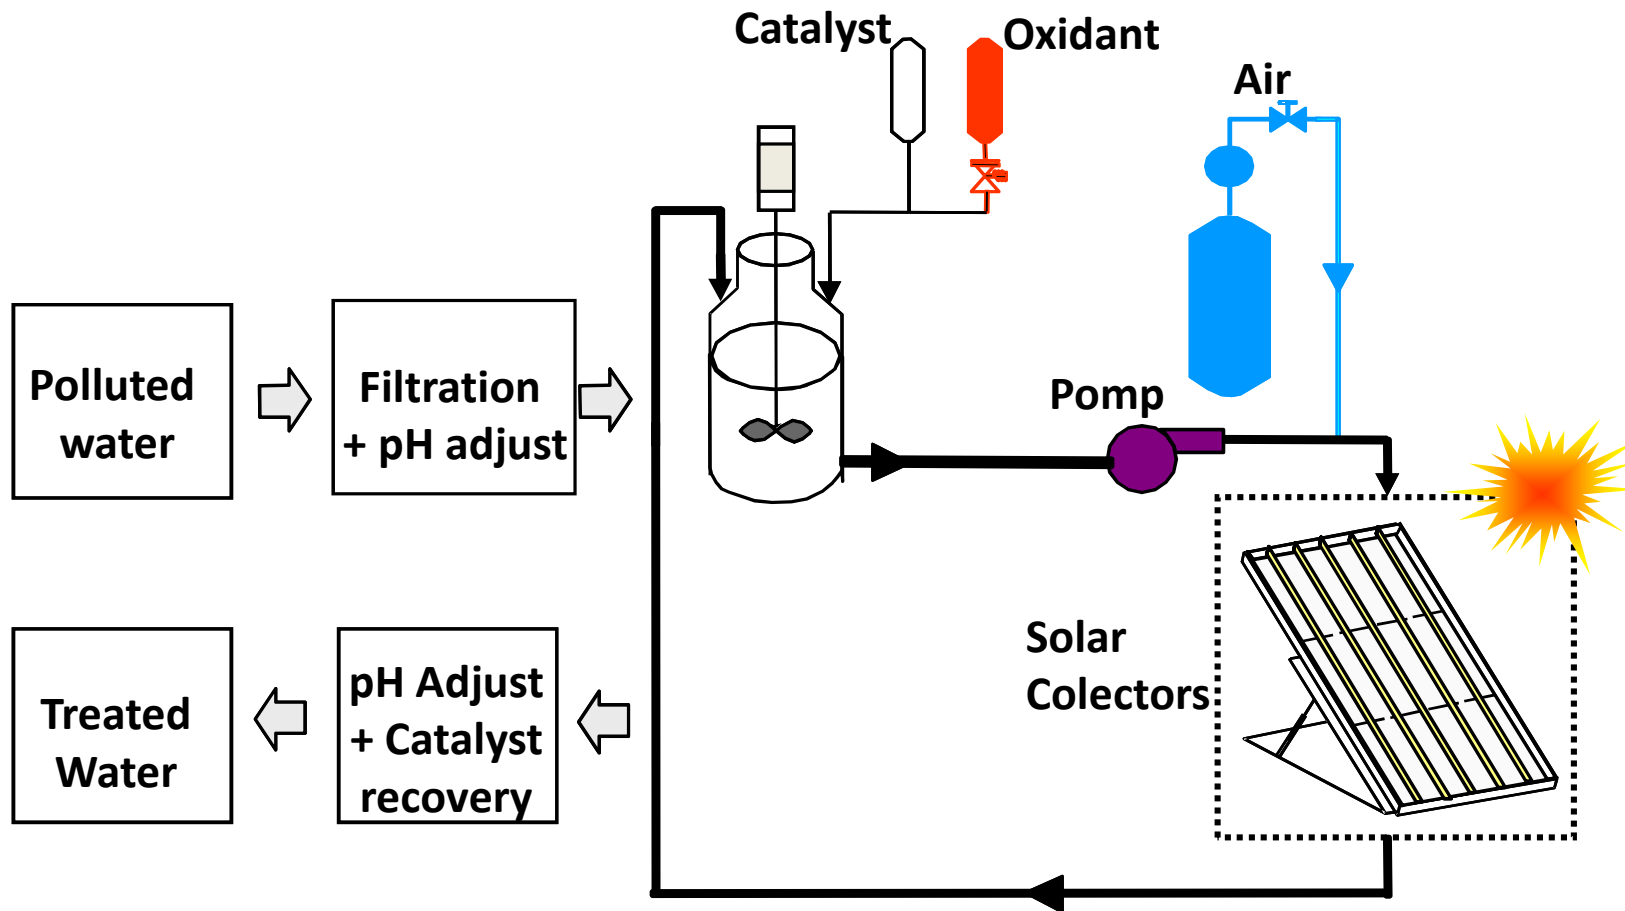 Catalyst
Oxidant
Air
Polluted
water
Filtration
+ pH adjust
Pomp
Solar
Colectors
Treated
Water
pH Adjust
+ Catalyst
recovery